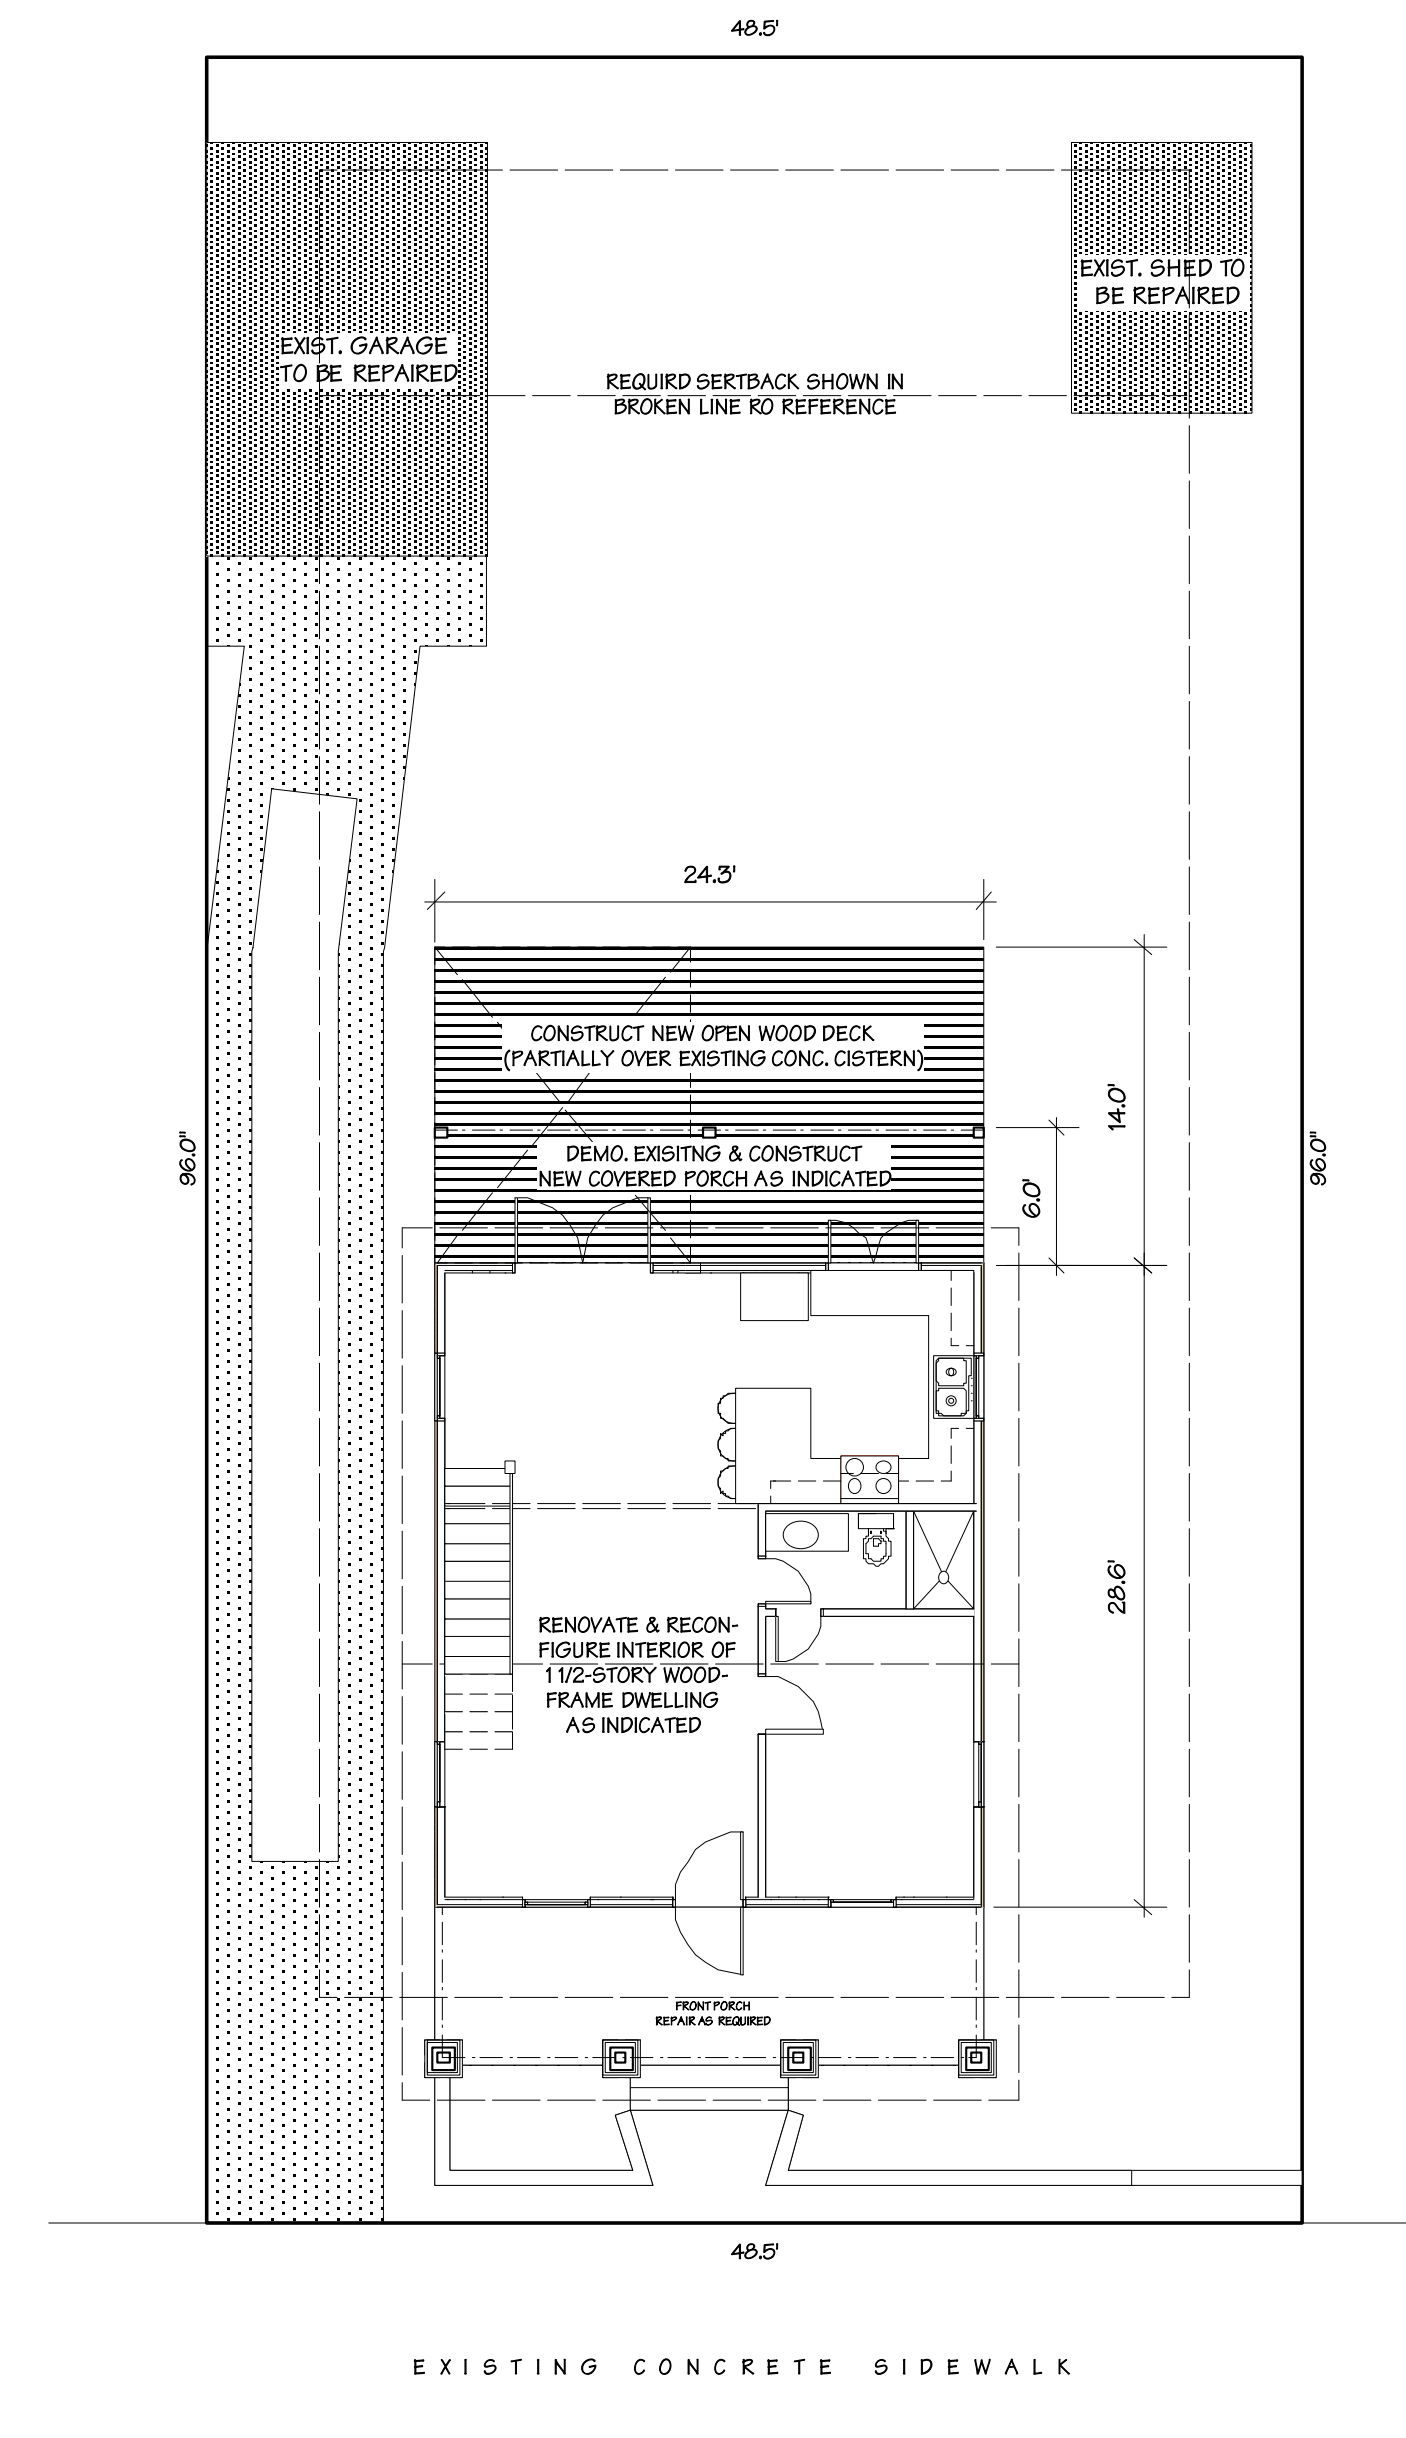 48.5'
EXIST. SHED TO
BE REPAIRED
EXIST. GARAGE
TO BE REPAIRED
REQUIRD SERTBACK SHOWN IN
BROKEN LINE RO REFERENCE
24.3'
CONSTRUCT NEW OPEN WOOD DECK
(PARTIALLY OVER EXISTING CONC. CISTERN)
14.0'
96.0"
96.0"
DEMO. EXISITNG & CONSTRUCT
NEW COVERED PORCH AS INDICATED
6.0'
28.6'
RENOVATE & RECON-
FIGURE INTERIOR OF
1 1/2-STORY WOOD-
FRAME DWELLING
AS INDICATED
FRONT PORCH
REPAIR AS REQUIRED
48.5'
EXISTING CONCRETE SIDEWALK